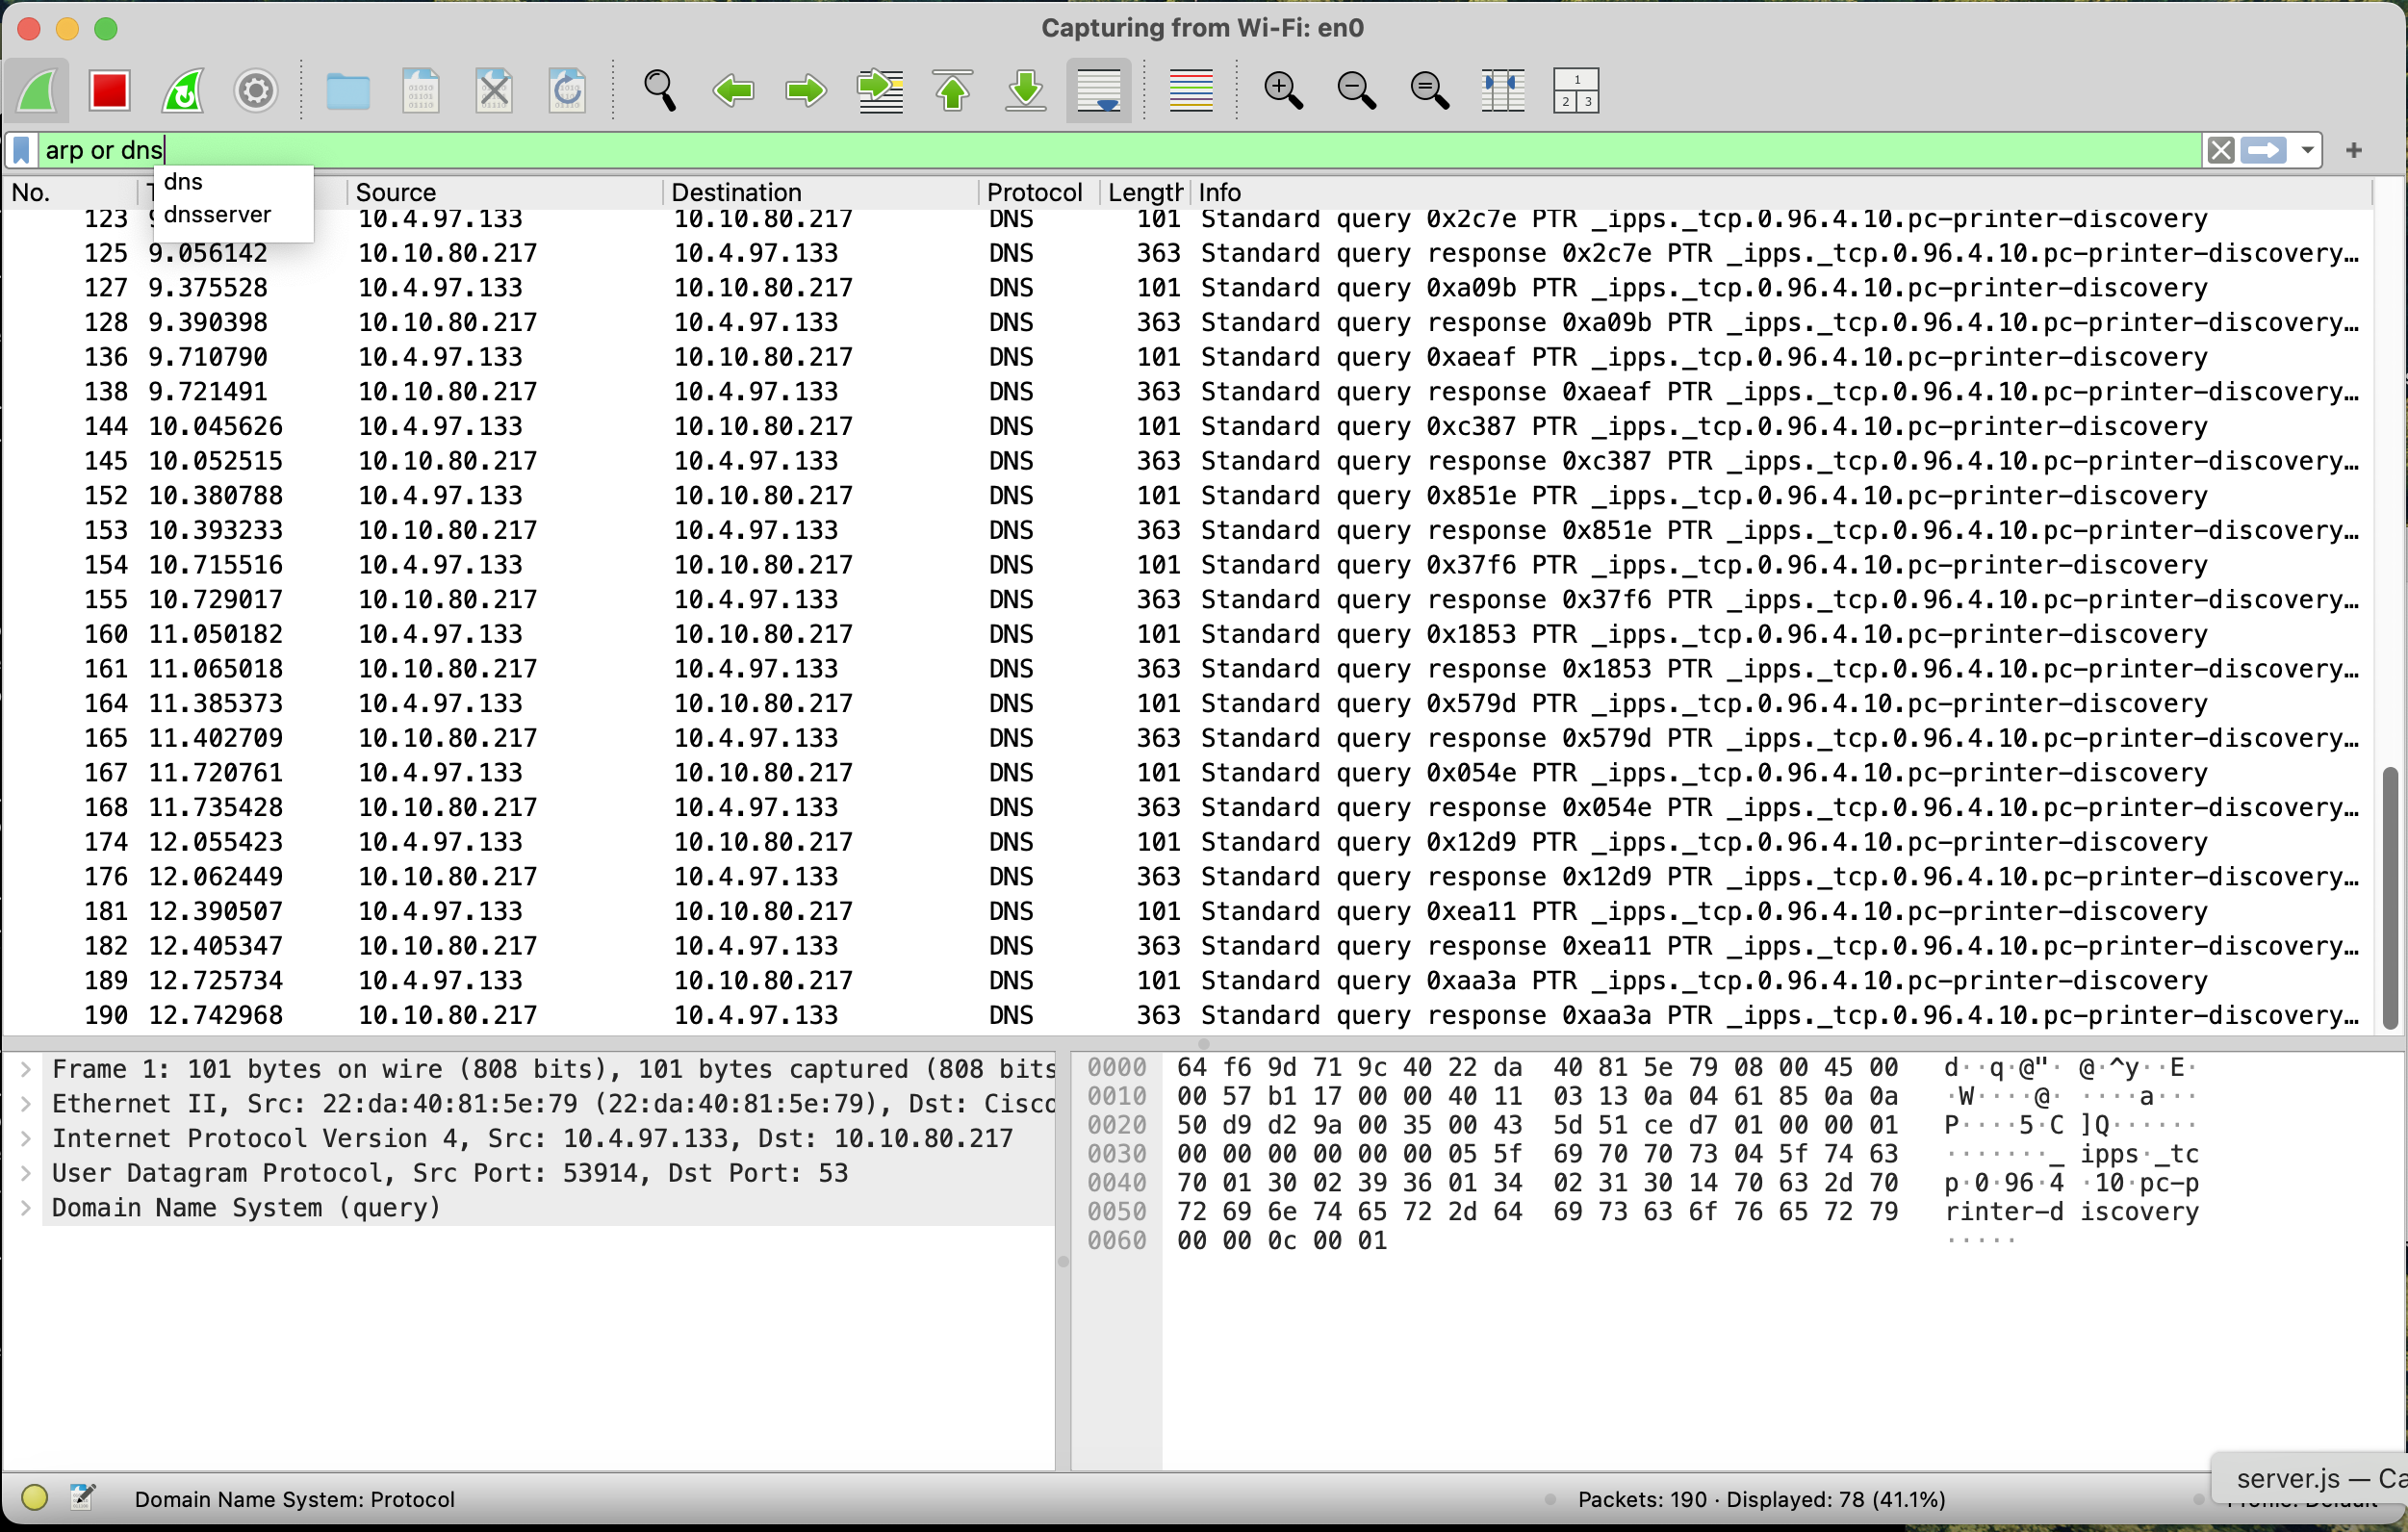 Capturing from Wi-Fi: en0
1
2 3
arp or dns
dns
dnsserver
No. Source Destination Protocol Length Info
123 10.4.97.133 10.10.80.217 DNS 101 Standard query 0x2c7e PTR _ipps._tcp.0.96.4.10.pc-printer-discovery
125 9.056142 10.10.80.217 10.4.97.133 DNS 363 Standard query response 0x2c7e PTR _ipps._tcp.0.96.4.10.pc-printer-discovery…
127 9.375528 10.4.97.133 10.10.80.217 DNS 101 Standard query 0xa09b PTR _ipps._tcp.0.96.4.10.pc-printer-discovery
128 9.390398 10.10.80.217 10.4.97.133 DNS 363 Standard query response 0xa09b PTR _ipps._tcp.0.96.4.10.pc-printer-discovery…
136 9.710790 10.4.97.133 10.10.80.217 DNS 101 Standard query 0xaeaf PTR _ipps._tcp.0.96.4.10.pc-printer-discovery
138 9.721491 10.10.80.217 10.4.97.133 DNS 363 Standard query response 0xaeaf PTR _ipps._tcp.0.96.4.10.pc-printer-discovery…
144 10.045626 10.4.97.133 10.10.80.217 DNS 101 Standard query 0xc387 PTR _ipps._tcp.0.96.4.10.pc-printer-discovery
145 10.052515 10.10.80.217 10.4.97.133 DNS 363 Standard query response 0xc387 PTR _ipps._tcp.0.96.4.10.pc-printer-discovery…
152 10.380788 10.4.97.133 10.10.80.217 DNS 101 Standard query 0x851e PTR _ipps._tcp.0.96.4.10.pc-printer-discovery
153 10.393233 10.10.80.217 10.4.97.133 DNS 363 Standard query response 0x851e PTR _ipps._tcp.0.96.4.10.pc-printer-discovery…
154 10.715516 10.4.97.133 10.10.80.217 DNS 101 Standard query 0x37f6 PTR _ipps._tcp.0.96.4.10.pc-printer-discovery
155 10.729017 10.10.80.217 10.4.97.133 DNS 363 Standard query response 0x37f6 PTR _ipps._tcp.0.96.4.10.pc-printer-discovery…
160 11.050182 10.4.97.133 10.10.80.217 DNS 101 Standard query 0x1853 PTR _ipps._tcp.0.96.4.10.pc-printer-discovery
161 11.065018 10.10.80.217 10.4.97.133 DNS 363 Standard query response 0x1853 PTR _ipps._tcp.0.96.4.10.pc-printer-discovery…
164 11.385373 10.4.97.133 10.10.80.217 DNS 101 Standard query 0x579d PTR _ipps._tcp.0.96.4.10.pc-printer-discovery
165 11.402709 10.10.80.217 10.4.97.133 DNS 363 Standard query response 0x579d PTR _ipps._tcp.0.96.4.10.pc-printer-discovery…
167 11.720761 10.4.97.133 10.10.80.217 DNS 101 Standard query 0x054e PTR _ipps._tcp.0.96.4.10.pc-printer-discovery
168 11.735428 10.10.80.217 10.4.97.133 DNS 363 Standard query response 0x054e PTR _ipps._tcp.0.96.4.10.pc-printer-discovery…
174 12.055423 10.4.97.133 10.10.80.217 DNS 101 Standard query 0x12d9 PTR _ipps._tcp.0.96.4.10.pc-printer-discovery
176 12.062449 10.10.80.217 10.4.97.133 DNS 363 Standard query response 0x12d9 PTR _ipps._tcp.0.96.4.10.pc-printer-discovery…
181 12.390507 10.4.97.133 10.10.80.217 DNS 101 Standard query 0xea11 PTR _ipps._tcp.0.96.4.10.pc-printer-discovery
182 12.405347 10.10.80.217 10.4.97.133 DNS 363 Standard query response 0xea11 PTR _ipps._tcp.0.96.4.10.pc-printer-discovery…
189 12.725734 10.4.97.133 10.10.80.217 DNS 101 Standard query 0xaa3a PTR _ipps._tcp.0.96.4.10.pc-printer-discovery
190 12.742968 10.10.80.217 10.4.97.133 DNS 363 Standard query response 0xaa3a PTR _ipps._tcp.0.96.4.10.pc-printer-discovery…
Frame 1: 101 bytes on wire (808 bits), 101 bytes captured (808 bits
Ethernet II, Src: 22:da:40:81:5e:79 (22:da:40:81:5e:79), Dst: Cisco
Internet Protocol Version 4, Src: 10.4.97.133, Dst: 10.10.80.217
User Datagram Protocol, Src Port: 53914, Dst Port: 53
Domain Name System (query)
0000 64 f6 9d 71 9c 40 22 da 40 81 5e 79 08 00 45 00 d··q·@"· @·^y··E·
0010 00 57 b1 17 00 00 40 11 03 13 0a 04 61 85 0a 0a ·W····@· ····a···
0020 50 d9 d2 9a 00 35 00 43 5d 51 ce d7 01 00 00 01 P····5·C ]Q······
0030 00 00 00 00 00 00 05 5f 69 70 70 73 04 5f 74 63 ·······_ ipps·_tc
0040 70 01 30 02 39 36 01 34 02 31 30 14 70 63 2d 70 p·0·96·4 ·10·pc-p
0050 72 69 6e 74 65 72 2d 64 69 73 63 6f 76 65 72 79 rinter-d iscovery
0060 00 00 0c 00 01 ·····
Domain Name System: Protocol
Packets: 190 · Displayed: 78 (41.1%)
server.js — Ca